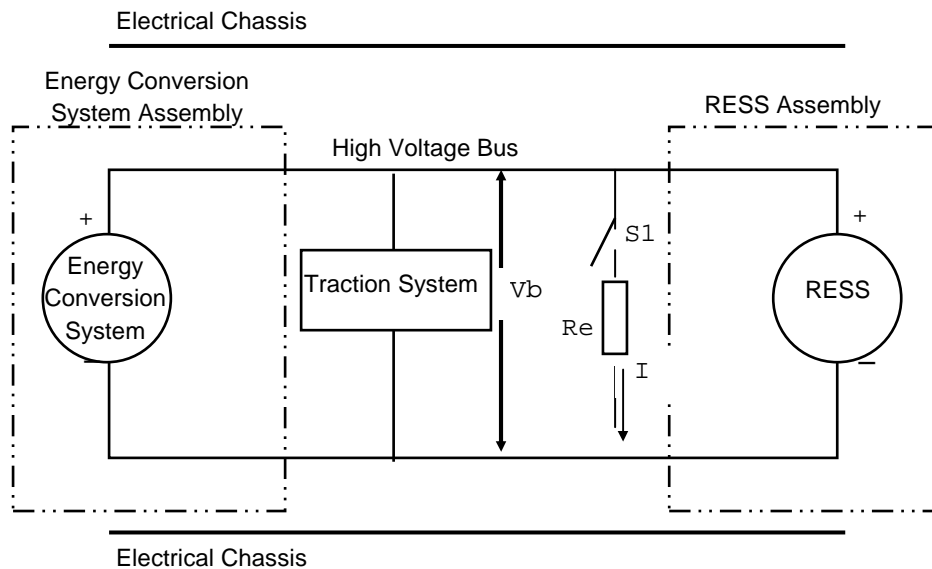 Electrical Chassis
Energy Conversion
System Assembly
RESS Assembly
High Voltage Bus
+
+
S1
Energy
Conversion
System
Traction System
Vb
RESS
Re
I
−
−
Electrical Chassis